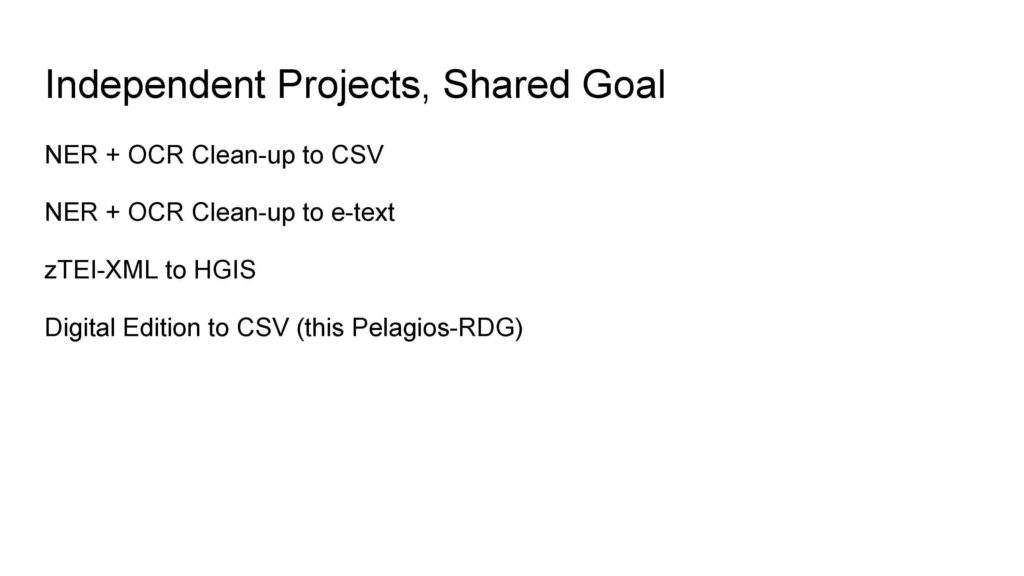 Independent Projects, Shared Goal
NER + OCR Clean-up to CSV
NER + OCR Clean-up to e-text
zTEI-XML to HGIS
Digital Edition to CSV (this Pelagios-RDG)